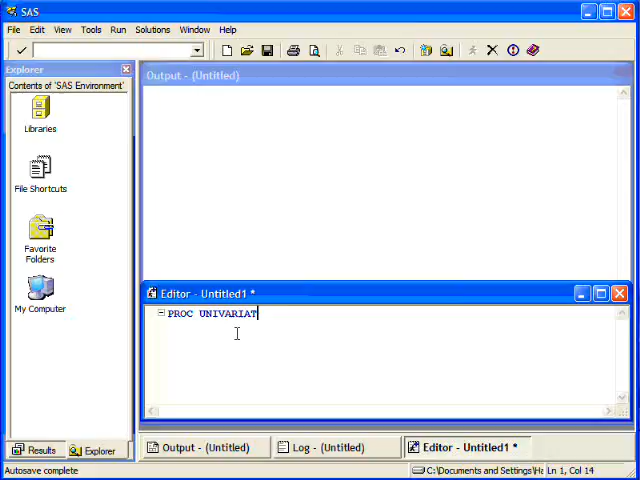 SAS
File Edit View Tools Run Solutions Window Help
Explorer
Contents of 'SAS Environment'
Libraries
File Shortcuts
Favorite
Folders
My Computer
Output - (Untitled)
Editor - Untitled1 *
PROC UNIVARIAT
Results
Explorer
Output - (Untitled)
Log - (Untitled)
Editor - Untitled1 *
Autosave complete
C:\Documents and Settings\Ha
Ln 1, Col 14